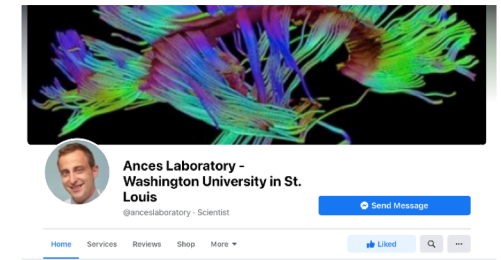 Ances Laboratory -
Washington University in St.
Louis
@anceslaboratory · Scientist
Send Message
Home Services Reviews Shop More
Liked